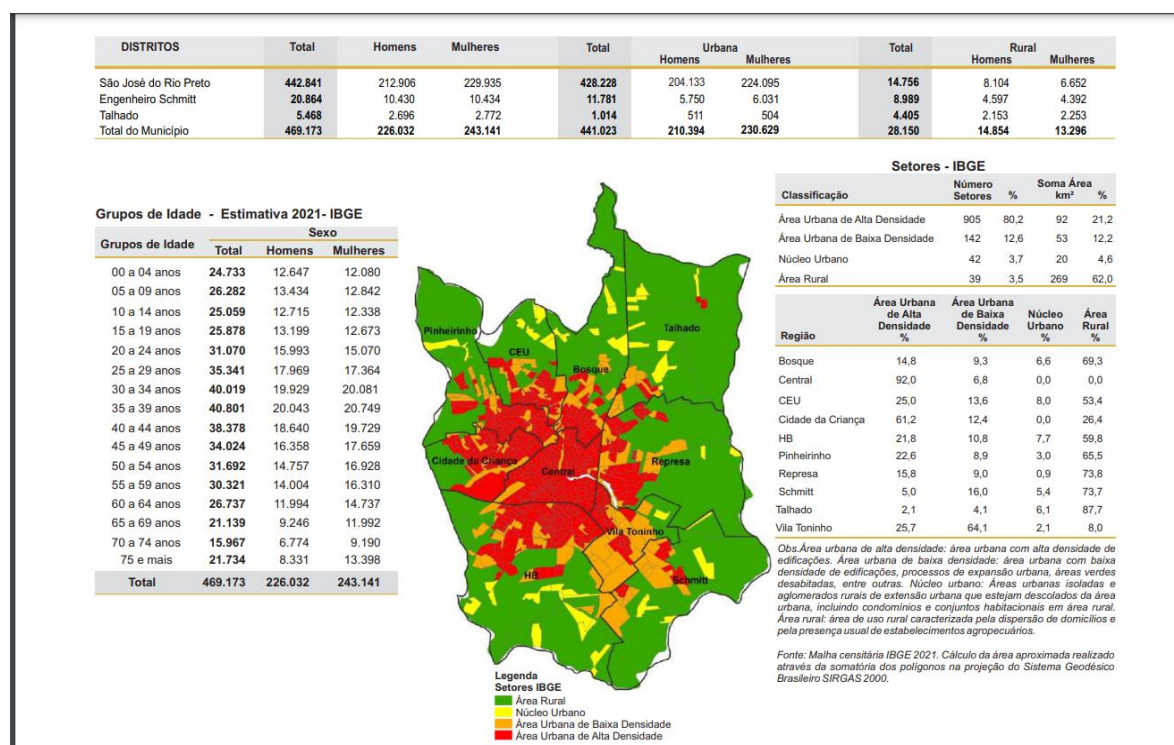 DISTRITOS Total Homens Mulheres Total Urbana Homens Mulheres Total Rural Homens Mulheres
São José do Rio Preto 442.841 212.906 229.935 428.228 204.133 224.095 14.756 8.104 6.652
Engenheiro Schmitt 20.864 10.430 10.434 11.781 5.750 6.031 8.989 4.597 4.392
Talhado 5.468 2.696 2.772 1.014 511 504 4.405 2.153 2.253
Total do Município 469.173 226.032 243.141 441.023 210.394 230.629 28.150 14.854 13.296
Grupos de Idade - Estimativa 2021- IBGE
Grupos de Idade Sexo
Total Homens Mulheres
00 a 04 anos 24.733 12.647 12.080
05 a 09 anos 26.282 13.434 12.842
10 a 14 anos 25.059 12.715 12.338
15 a 19 anos 25.878 13.199 12.673
20 a 24 anos 31.070 15.993 15.070
25 a 29 anos 35.341 17.969 17.364
30 a 34 anos 40.019 19.929 20.081
35 a 39 anos 40.801 20.043 20.749
40 a 44 anos 38.378 18.640 19.729
45 a 49 anos 34.024 16.358 17.659
50 a 54 anos 31.692 14.757 16.928
55 a 59 anos 30.321 14.004 16.310
60 a 64 anos 26.737 11.994 14.737
65 a 69 anos 21.139 9.246 11.992
70 a 74 anos 15.967 6.774 9.190
75 e mais 21.734 8.331 13.398
Total 469.173 226.032 243.141
Pinheirinho
CEU
Bosque
Talhado
Cidade da Criança
Central
Represa
Vila Toninho
HB
Schmitt
Legenda
Setores IBGE
Área Rural
Núcleo Urbano
Área Urbana de Baixa Densidade
Área Urbana de Alta Densidade
Setores - IBGE
Classificação Número Setores % Soma Área km² %
Área Urbana de Alta Densidade 905 80,2 92 21,2
Área Urbana de Baixa Densidade 142 12,6 53 12,2
Núcleo Urbano 42 3,7 20 4,6
Área Rural 39 3,5 269 62,0
Região Área Urbana de Alta Densidade % Área Urbana de Baixa Densidade % Núcleo Urbano % Área Rural %
Bosque 14,8 9,3 6,6 69,3
Central 92,0 6,8 0,0 0,0
CEU 25,0 13,6 8,0 53,4
Cidade da Criança 61,2 12,4 0,0 26,4
HB 21,8 10,8 7,7 59,8
Pinheirinho 22,6 8,9 3,0 65,5
Represa 15,8 9,0 0,9 73,8
Schmitt 5,0 16,0 5,4 73,7
Talhado 2,1 4,1 6,1 87,7
Vila Toninho 25,7 64,1 2,1 8,0
Obs.Área urbana de alta densidade: área urbana com alta densidade de
edificações. Área urbana de baixa densidade: área urbana com baixa
densidade de edificações, processos de expansão urbana, áreas verdes
desabitadas, entre outras. Núcleo urbano: Áreas urbanas isoladas e
aglomerados rurais de extensão urbana que estejam descolados da área
urbana, incluindo condomínios e conjuntos habitacionais em área rural.
Área rural: área de uso rural caracterizada pela dispersão de domicílios e
pela presença usual de estabelecimentos agropecuários.
Fonte: Malha censitária IBGE 2021. Cálculo da área aproximada realizado
através da somatória dos polígonos na projeção do Sistema Geodésico
Brasileiro SIRGAS 2000.